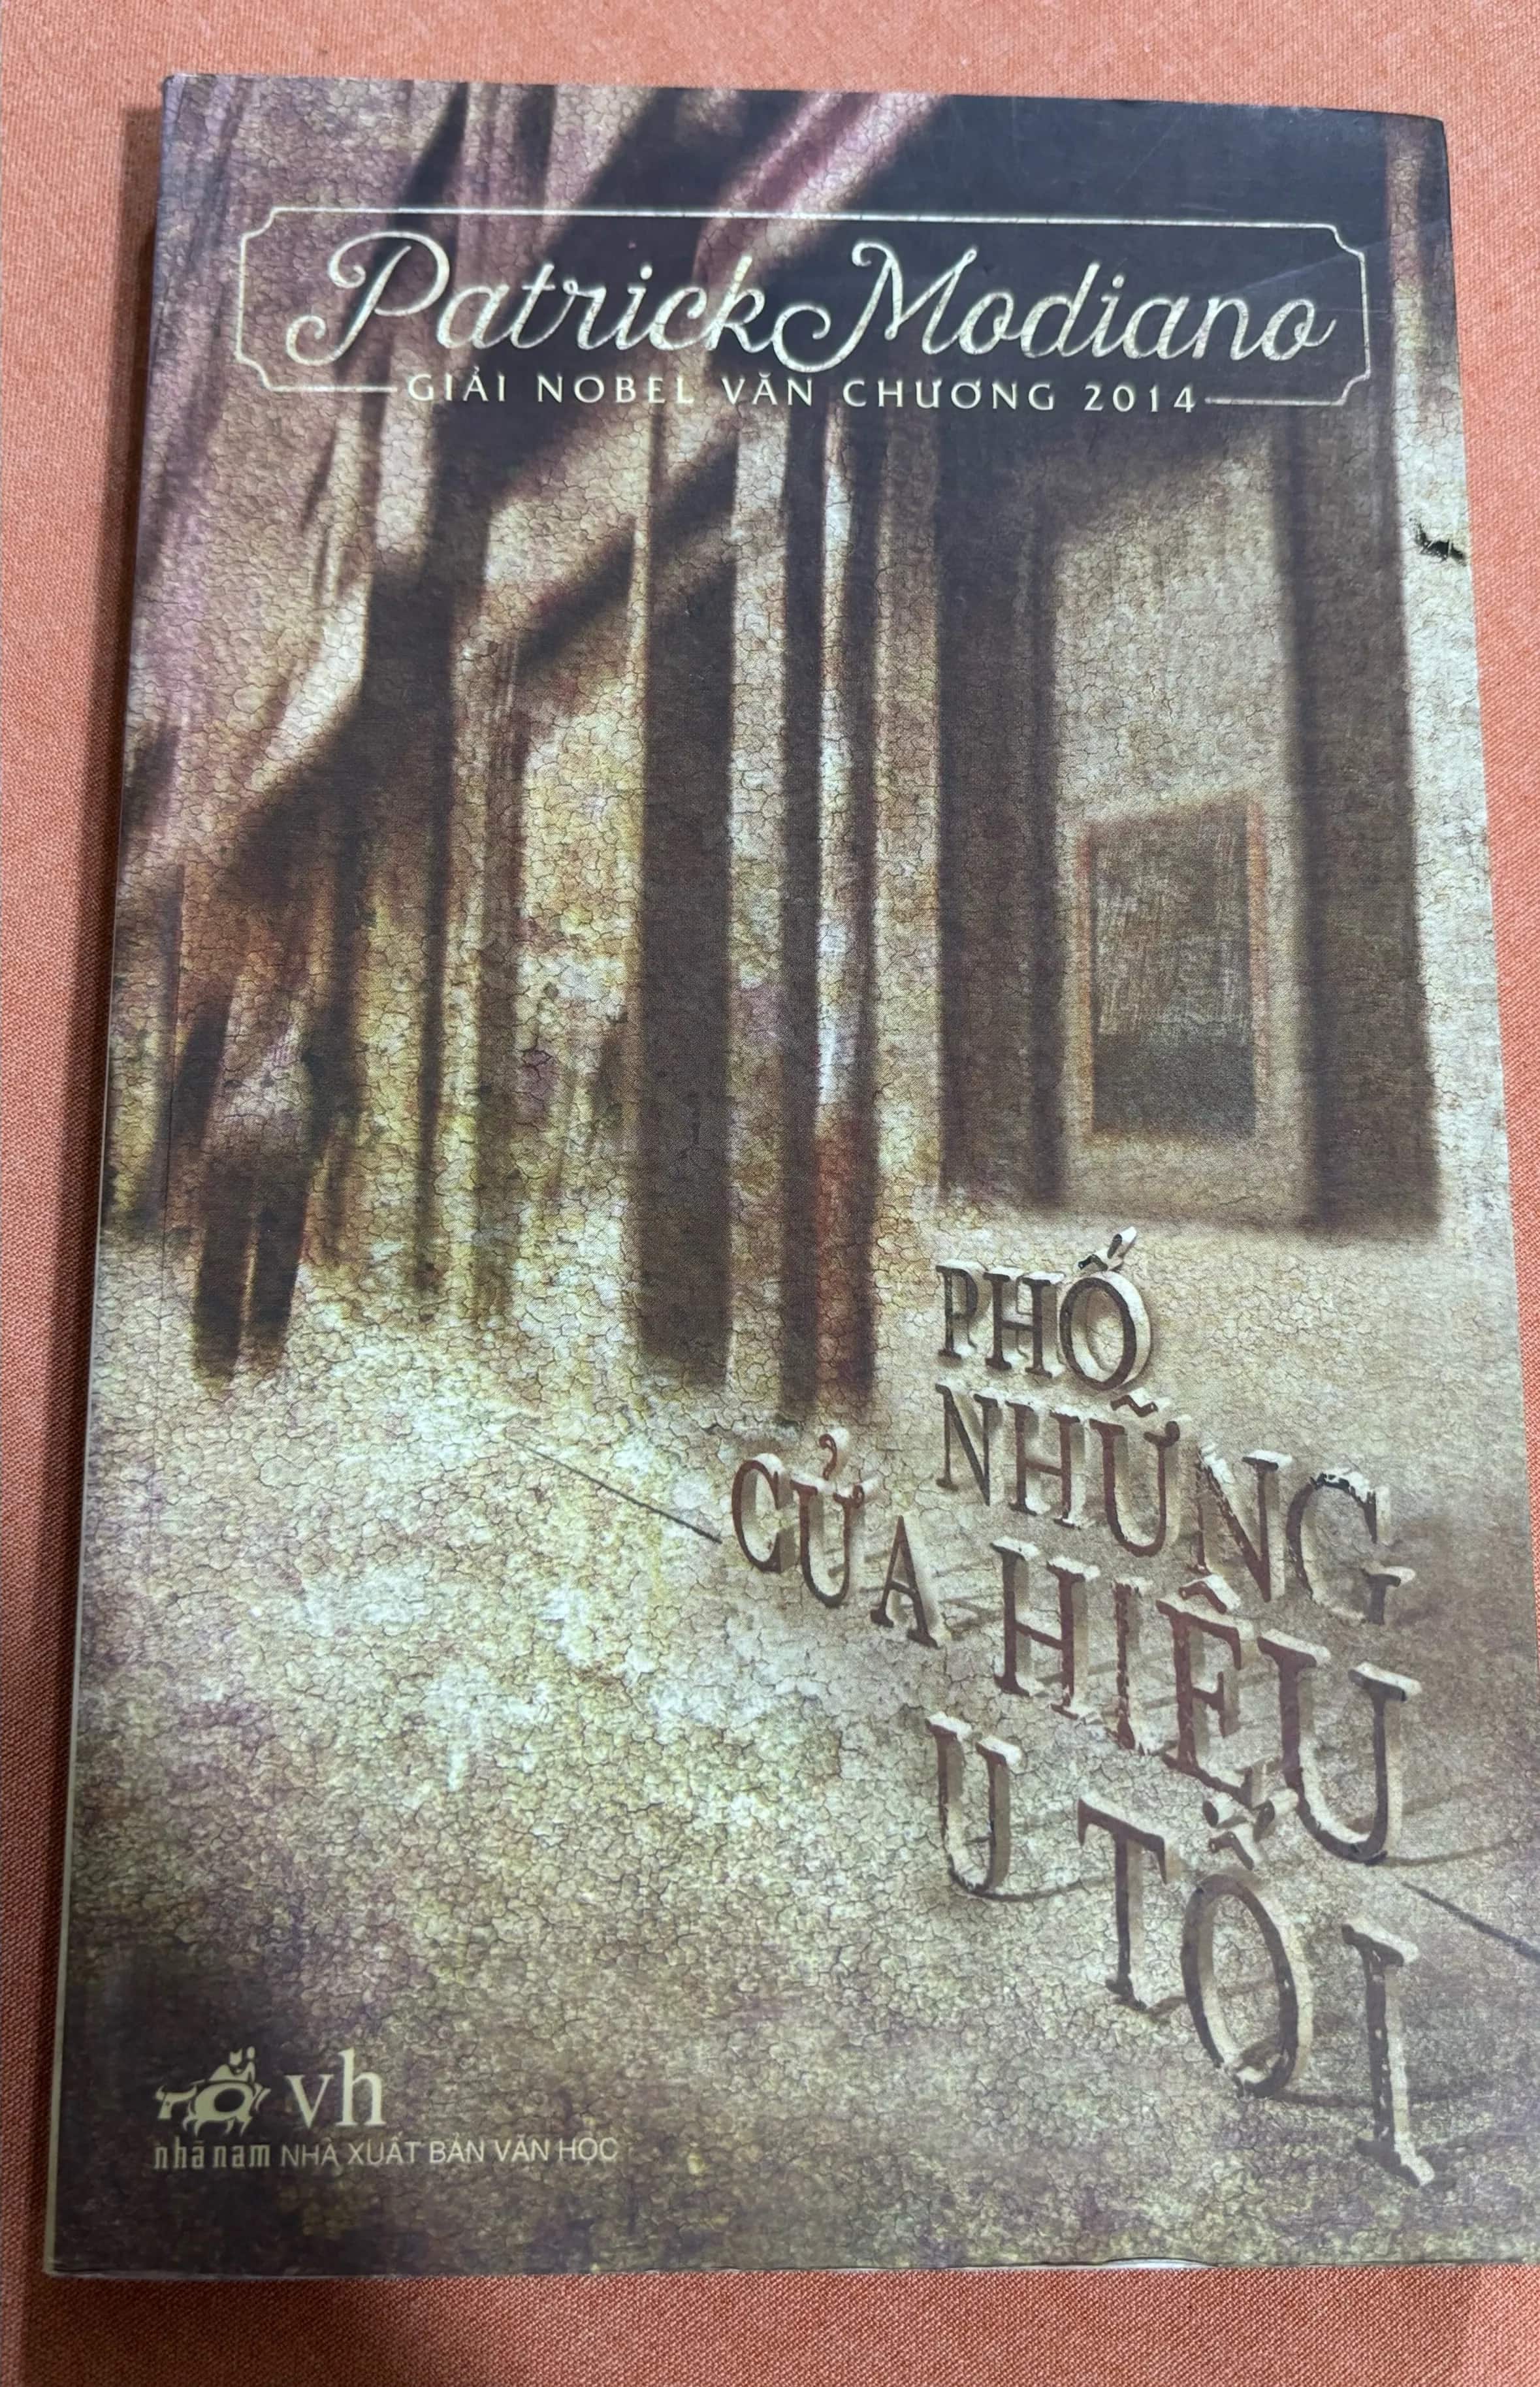 Patrick Modiano
GIẢI NOBEL VĂN CHƯƠNG 2014
PHỐ
NHỮNG
CỬA HIỆU
U TỐI
vh
nhã nam NHÀ XUẤT BẢN VĂN HỌC